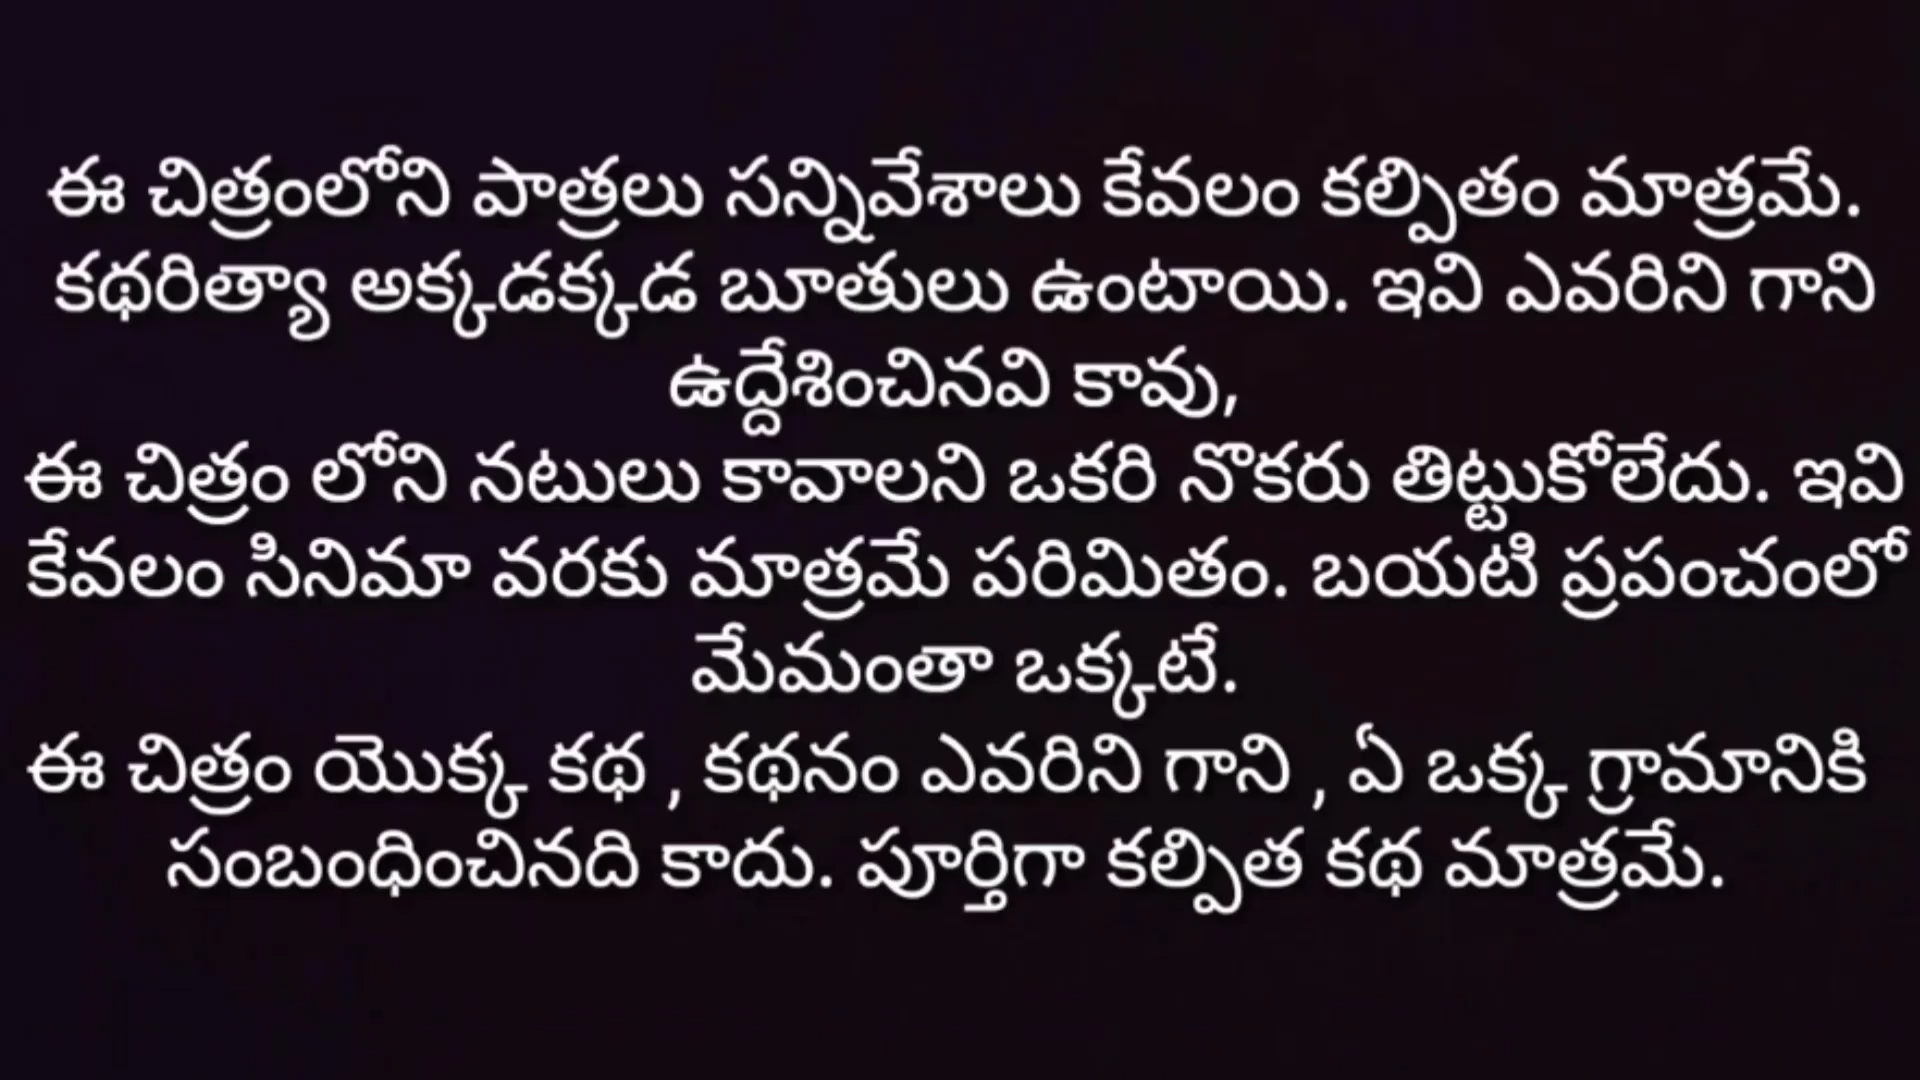 ఈ చిత్రంలోని పాత్రలు సన్నివేశాలు కేవలం కల్పితం మాత్రమే.
కథరిత్యా అక్కడక్కడ బూతులు ఉంటాయి. ఇవి ఎవరిని గాని
ఉద్దేశించినవి కావు,
ఈ చిత్రం లోని నటులు కావాలని ఒకరి నొకరు తిట్టుకోలేదు. ఇవి
కేవలం సినిమా వరకు మాత్రమే పరిమితం. బయటి ప్రపంచంలో
మేమంతా ఒక్కటే.
ఈ చిత్రం యొక్క కథ , కథనం ఎవరిని గాని , ఏ ఒక్క గ్రామానికి
సంబంధించినది కాదు. పూర్తిగా కల్పిత కథ మాత్రమే.